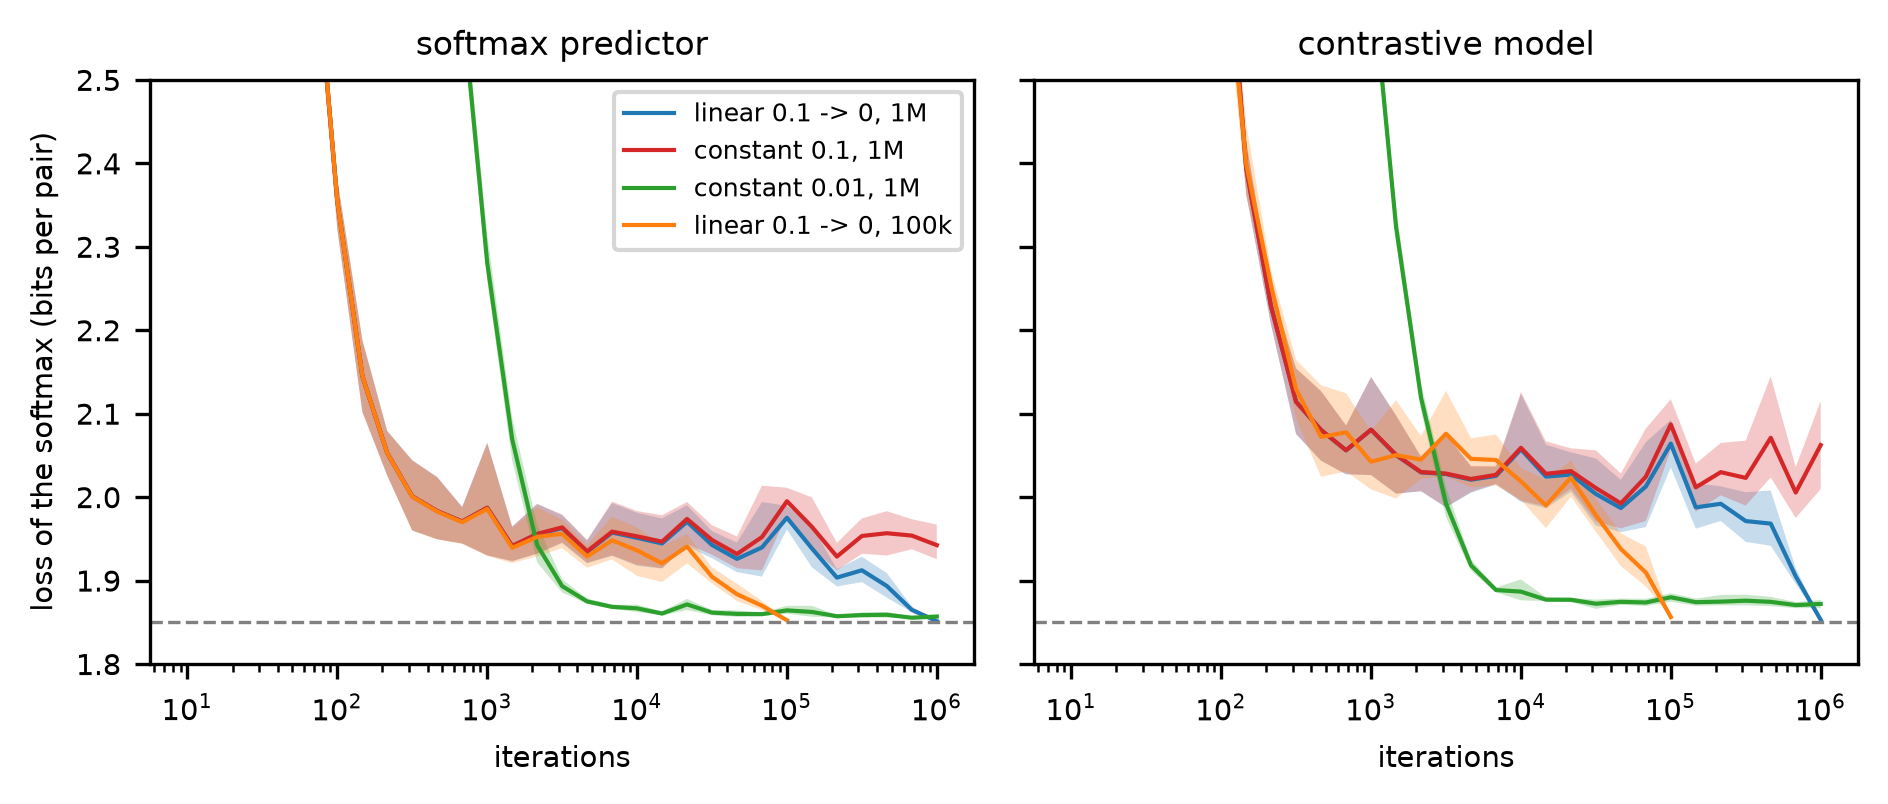 softmax predictor
contrastive model
loss of the softmax (bits per pair)
2.5
2.4
2.3
2.2
2.1
2.0
1.9
1.8
linear 0.1 -> 0, 1M
constant 0.1, 1M
constant 0.01, 1M
linear 0.1 -> 0, 100k
10¹ 10² 10³ 10⁴ 10⁵ 10⁶
10¹ 10² 10³ 10⁴ 10⁵ 10⁶
iterations
iterations